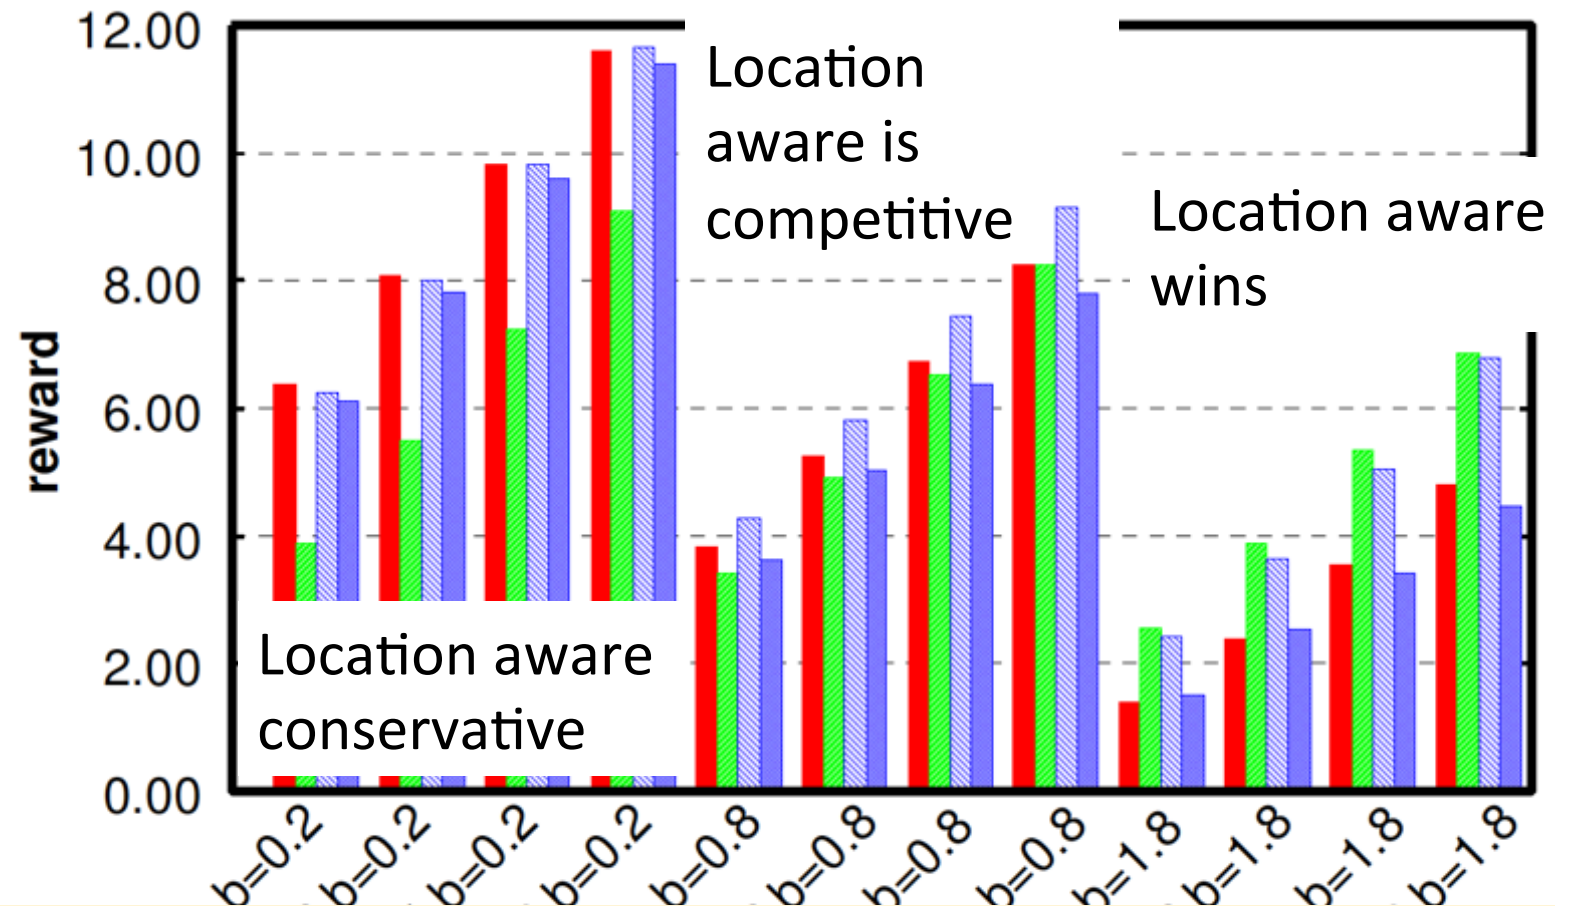 12.00
10.00
8.00
6.00
4.00
2.00
0.00
reward
Location
aware is
competitive
Location aware
wins
Location aware
conservative
b=0.2
b=0.2
b=0.2
b=0.2
b=0.8
b=0.8
b=0.8
b=0.8
b=1.8
b=1.8
b=1.8
b=1.8